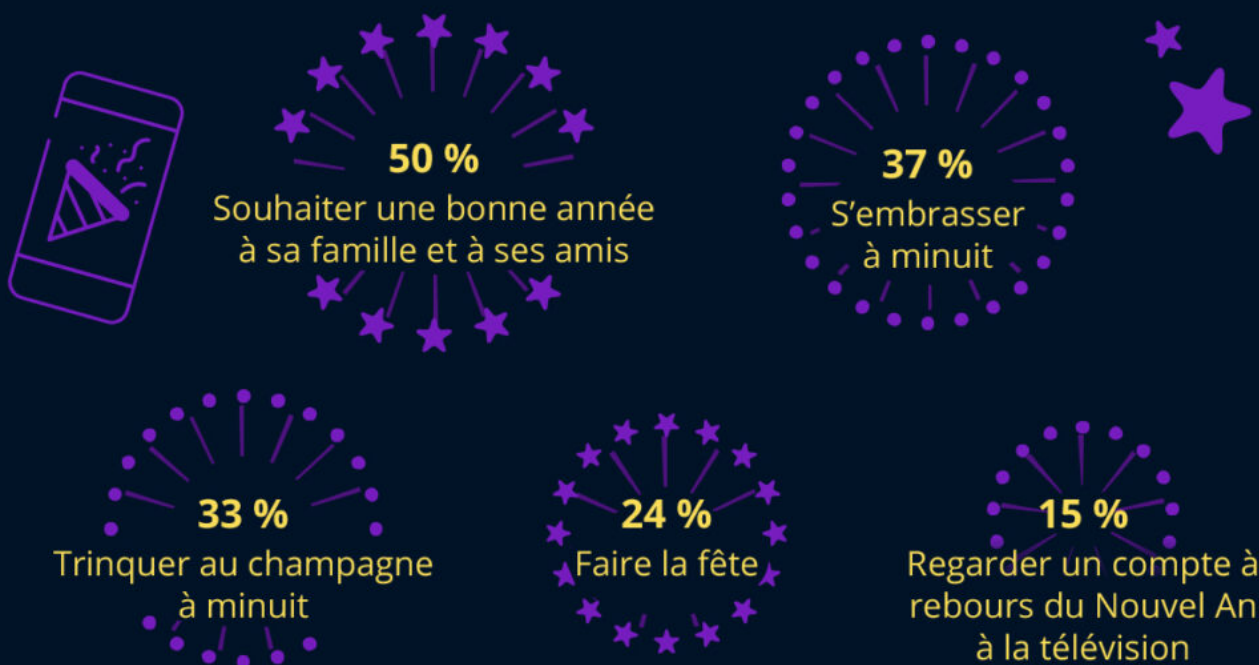 50 %
Souhaiter une bonne année
à sa famille et à ses amis
37 %
S’embrasser
à minuit
33 %
Trinquer au champagne
à minuit
24 %
Faire la fête
15 %
Regarder un compte à
rebours du Nouvel An
à la télévision